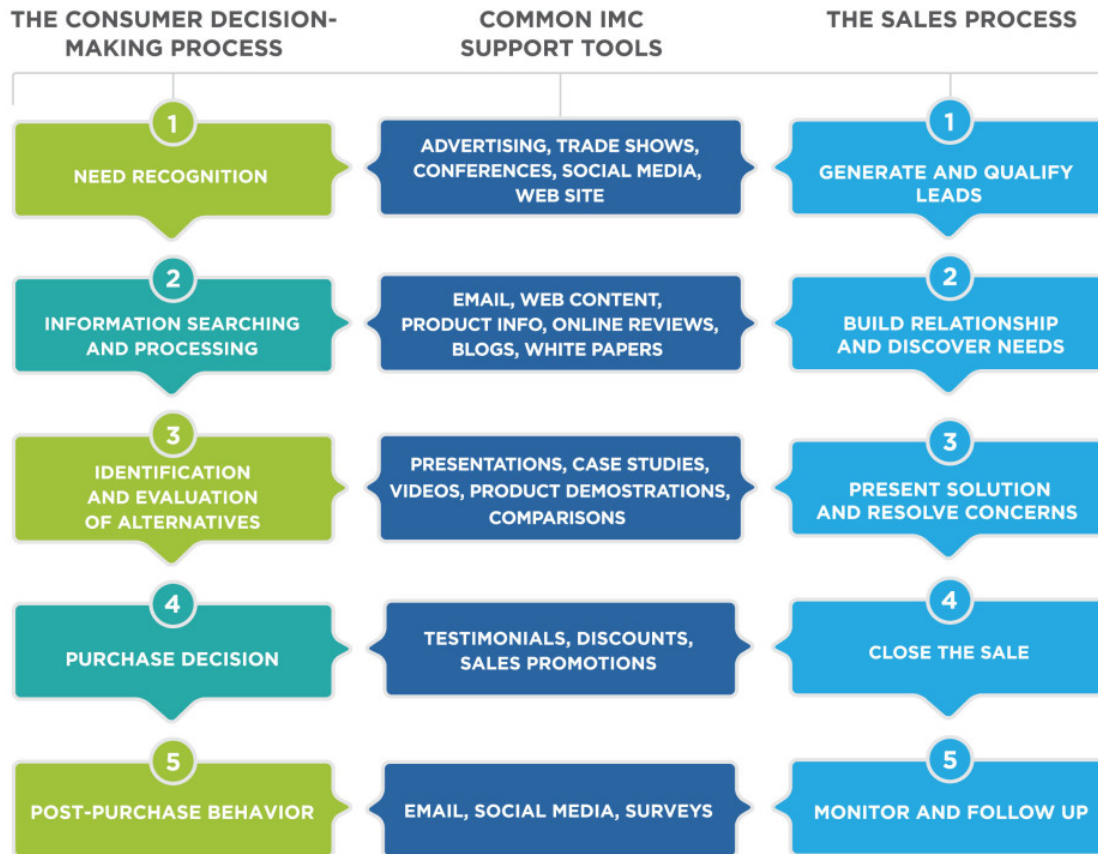 THE CONSUMER DECISION-
MAKING PROCESS
COMMON IMC
SUPPORT TOOLS
THE SALES PROCESS
1
NEED RECOGNITION
ADVERTISING, TRADE SHOWS,
CONFERENCES, SOCIAL MEDIA,
WEB SITE
1
GENERATE AND QUALIFY
LEADS
2
INFORMATION SEARCHING
AND PROCESSING
EMAIL, WEB CONTENT,
PRODUCT INFO, ONLINE REVIEWS,
BLOGS, WHITE PAPERS
2
BUILD RELATIONSHIP
AND DISCOVER NEEDS
3
IDENTIFICATION
AND EVALUATION
OF ALTERNATIVES
PRESENTATIONS, CASE STUDIES,
VIDEOS, PRODUCT DEMOSTRATIONS,
COMPARISONS
3
PRESENT SOLUTION
AND RESOLVE CONCERNS
4
PURCHASE DECISION
TESTIMONIALS, DISCOUNTS,
SALES PROMOTIONS
4
CLOSE THE SALE
5
POST-PURCHASE BEHAVIOR
EMAIL, SOCIAL MEDIA, SURVEYS
5
MONITOR AND FOLLOW UP